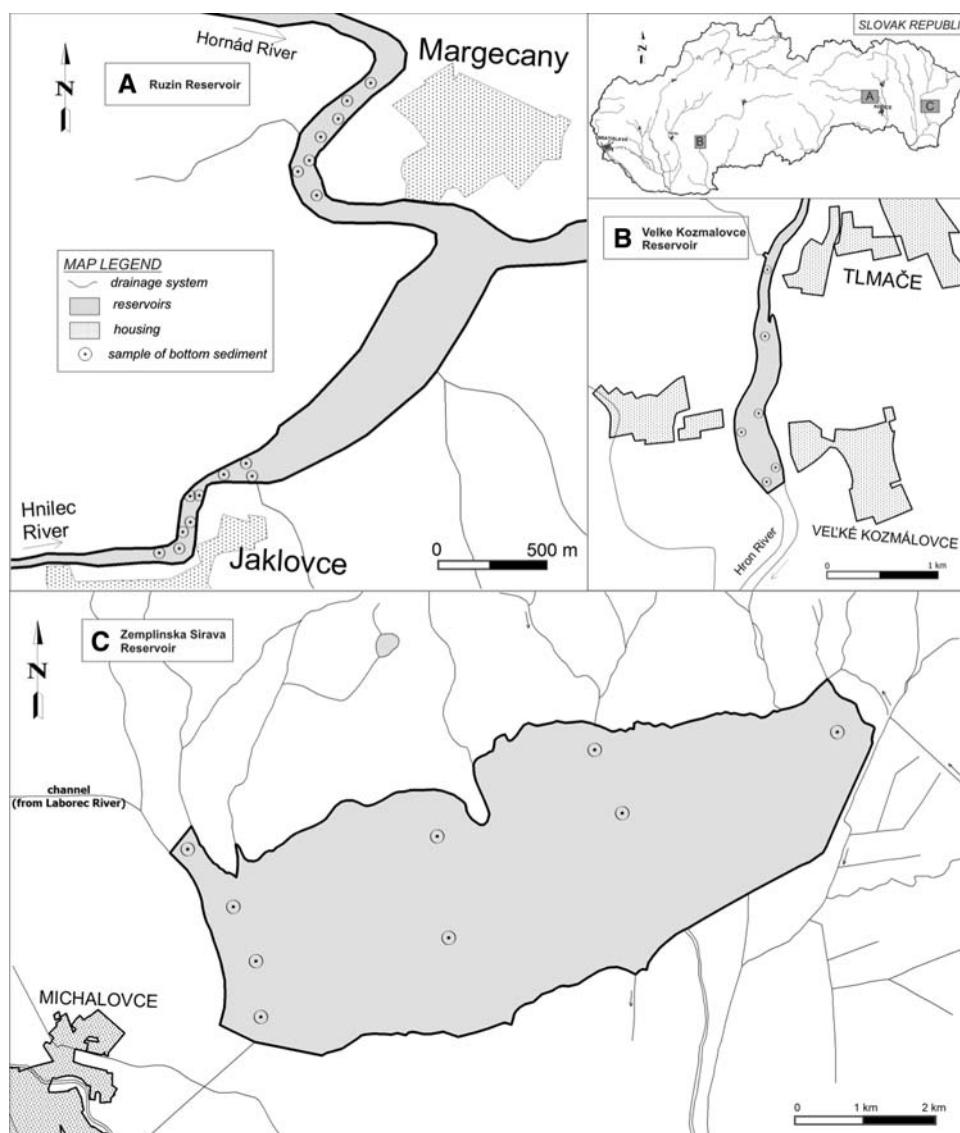 Hornád River
N
A Ruzin Reservoir
Margecany
MAP LEGEND
drainage system
reservoirs
housing
sample of bottom sediment
Hnilec
River
Jaklovce
0 500 m
SLOVAK REPUBLI
A
B
C
B Velke Kozmalovce
Reservoir
TLMAČE
Hron River
VEĽKÉ KOZMÁLOVCE
0 1 km
N
C Zemplinska Sirava
Reservoir
channel
(from Laborec River)
MICHALOVCE
0 1 km 2 km